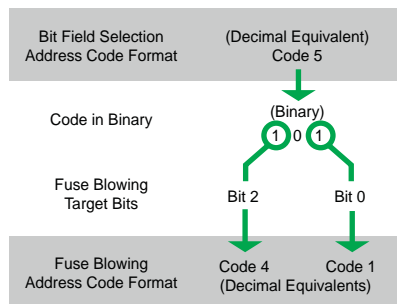 Bit Field Selection
Address Code Format
(Decimal Equivalent)
Code 5
Code in Binary
(Binary)
1 0 1
Fuse Blowing
Target Bits
Bit 2
Bit 0
Fuse Blowing
Address Code Format
Code 4
Code 1
(Decimal Equivalents)